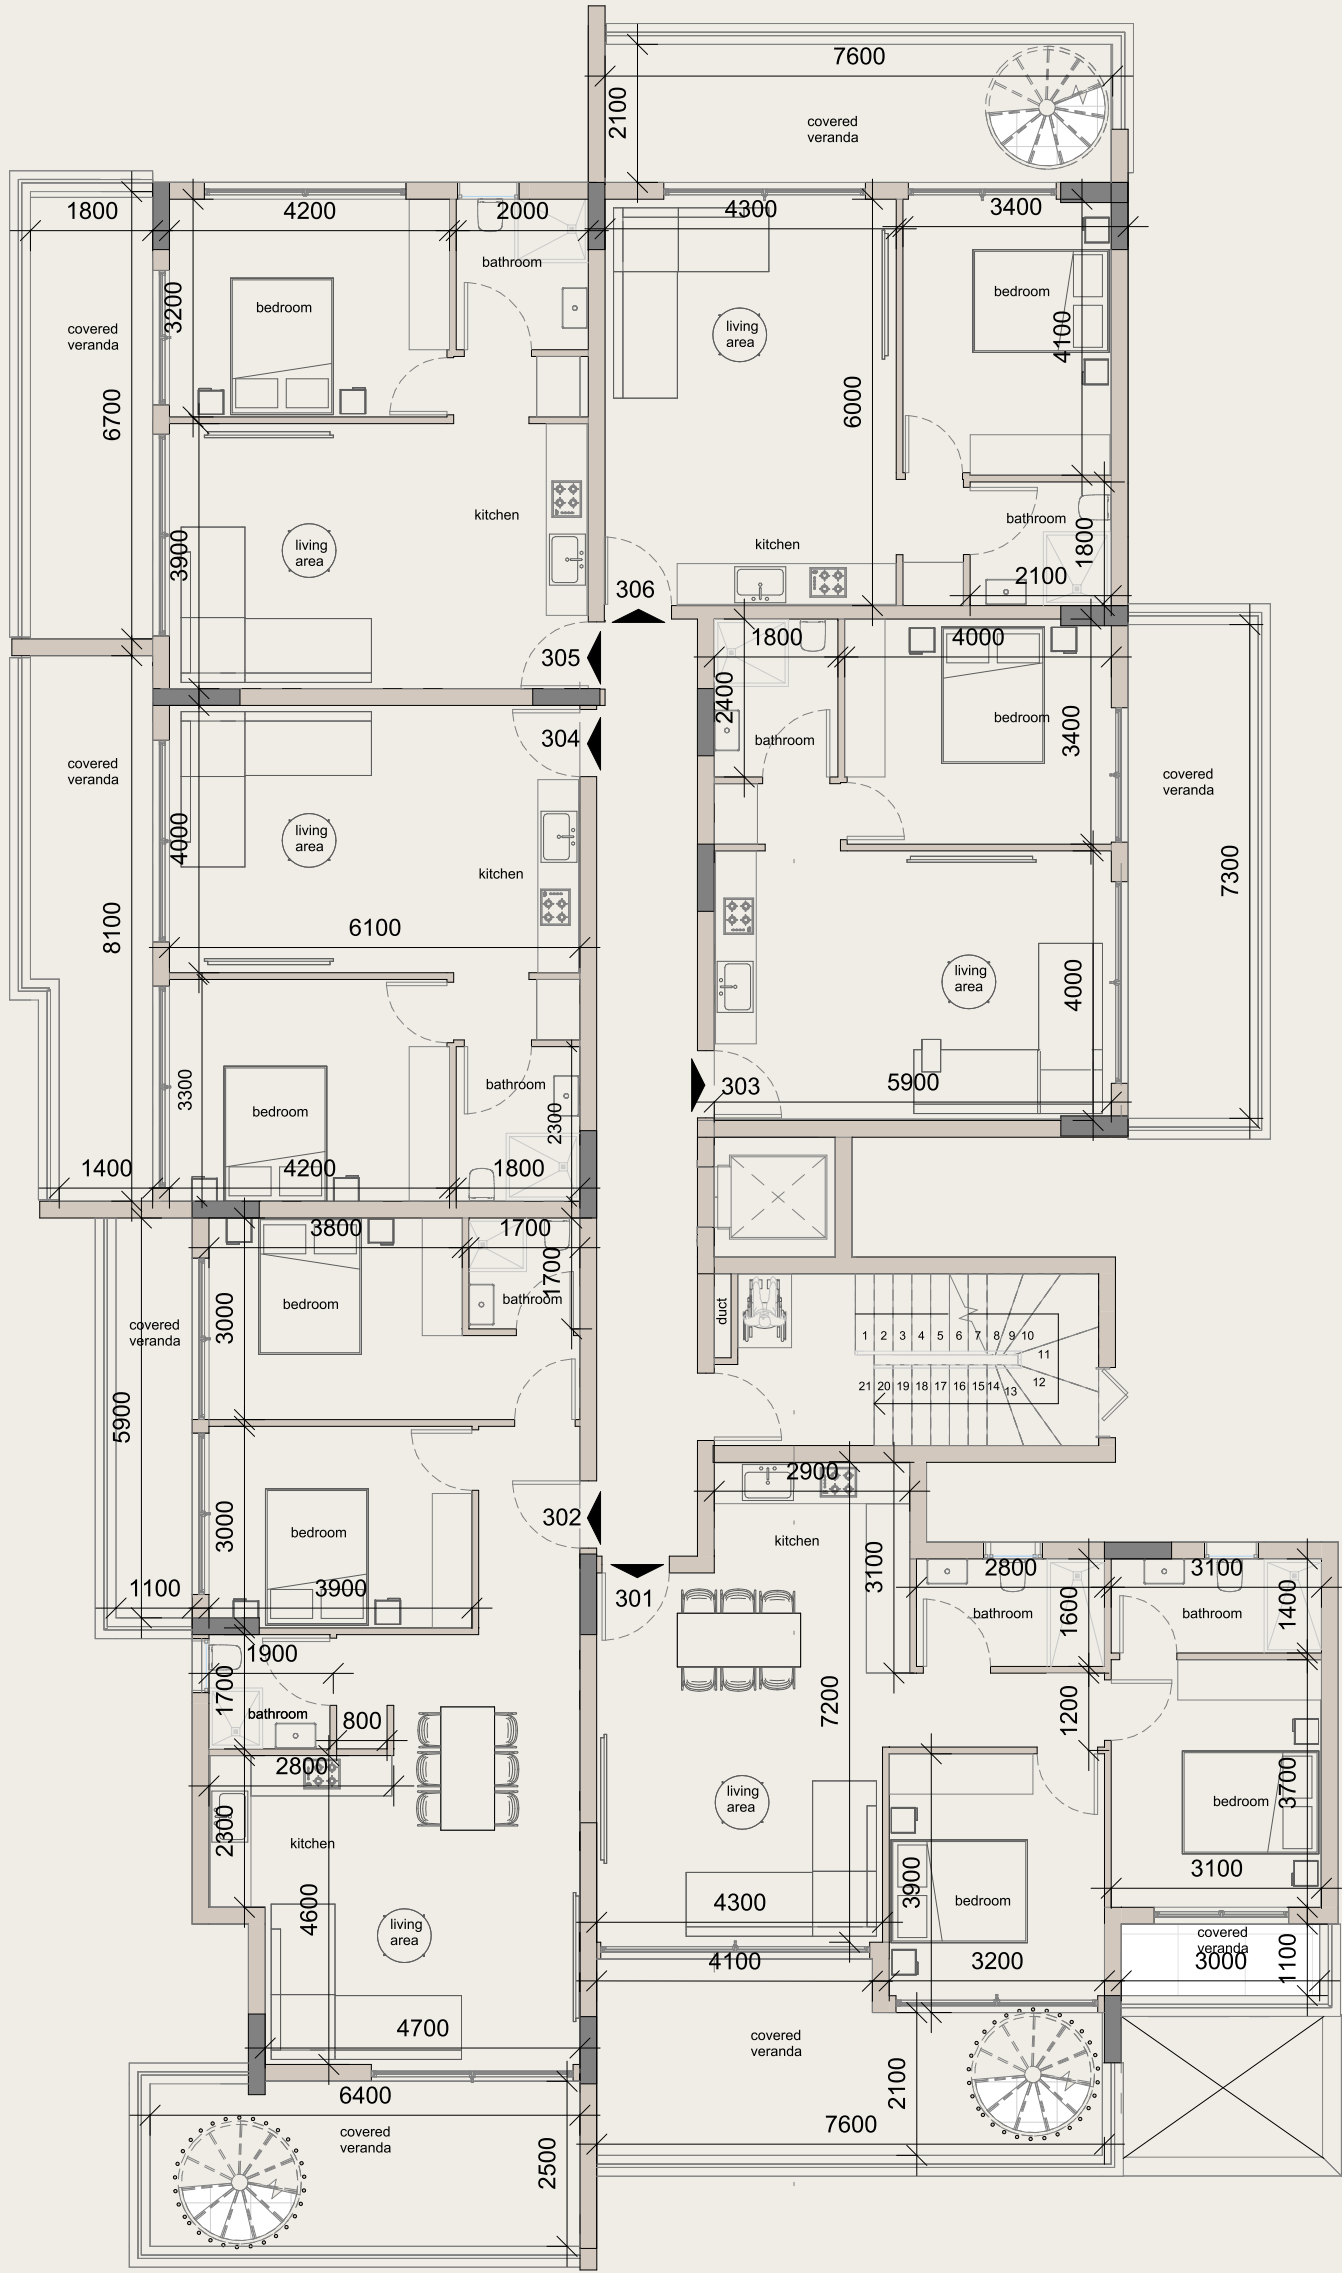 7600
2100
covered
veranda
1800
4200
2000
4300
3400
bathroom
3200
bedroom
covered
veranda
living
area
bedroom
4100
6700
6000
3900
living
area
kitchen
kitchen
bathroom
1800
2100
306
305
1800
4000
2400
bedroom
3400
bathroom
304
covered
veranda
covered
veranda
4000
living
area
kitchen
7300
8100
6100
living
area
4000
303
5900
3300
bedroom
bathroom
2300
1400
4200
1800
3800
1700
1700
bathroom
bedroom
3000
covered
veranda
duct
1 2 3 4 5 6 7 8 9 10
11
12
21 20 19 18 17 16 15 14 13
5900
2900
302
3000
bedroom
kitchen
3100
1100
3900
301
2800
3100
bathroom
1600
bathroom
1400
1900
1700
bathroom
800
7200
1200
2800
2300
kitchen
living
area
bedroom
3700
3100
4600
living
area
4300
3900
bedroom
covered
veranda
4100
3200
3000
1100
4700
covered
veranda
2100
6400
7600
covered
veranda
2500